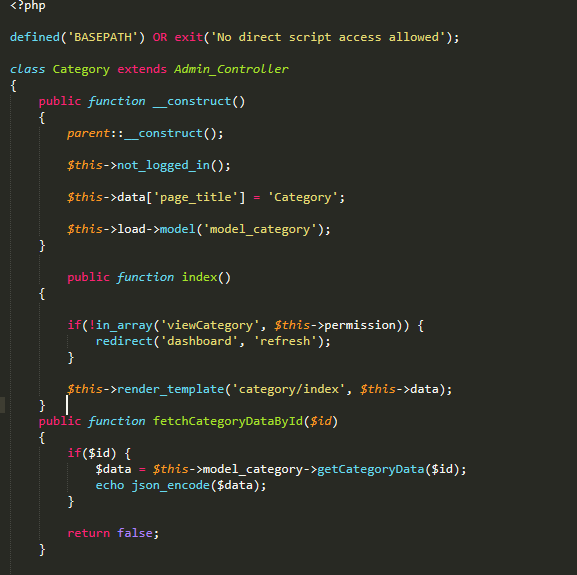 <?php
defined('BASEPATH') OR exit('No direct script access allowed');
class Category extends Admin_Controller
{
    public function __construct()
    {
        parent::__construct();
        $this->not_logged_in();
        $this->data['page_title'] = 'Category';
        $this->load->model('model_category');
    }
        public function index()
    {
        if(!in_array('viewCategory', $this->permission)) {
            redirect('dashboard', 'refresh');
        }
        $this->render_template('category/index', $this->data);
    }
    public function fetchCategoryDataById($id)
    {
        if($id) {
            $data = $this->model_category->getCategoryData($id);
            echo json_encode($data);
        }
        return false;
    }